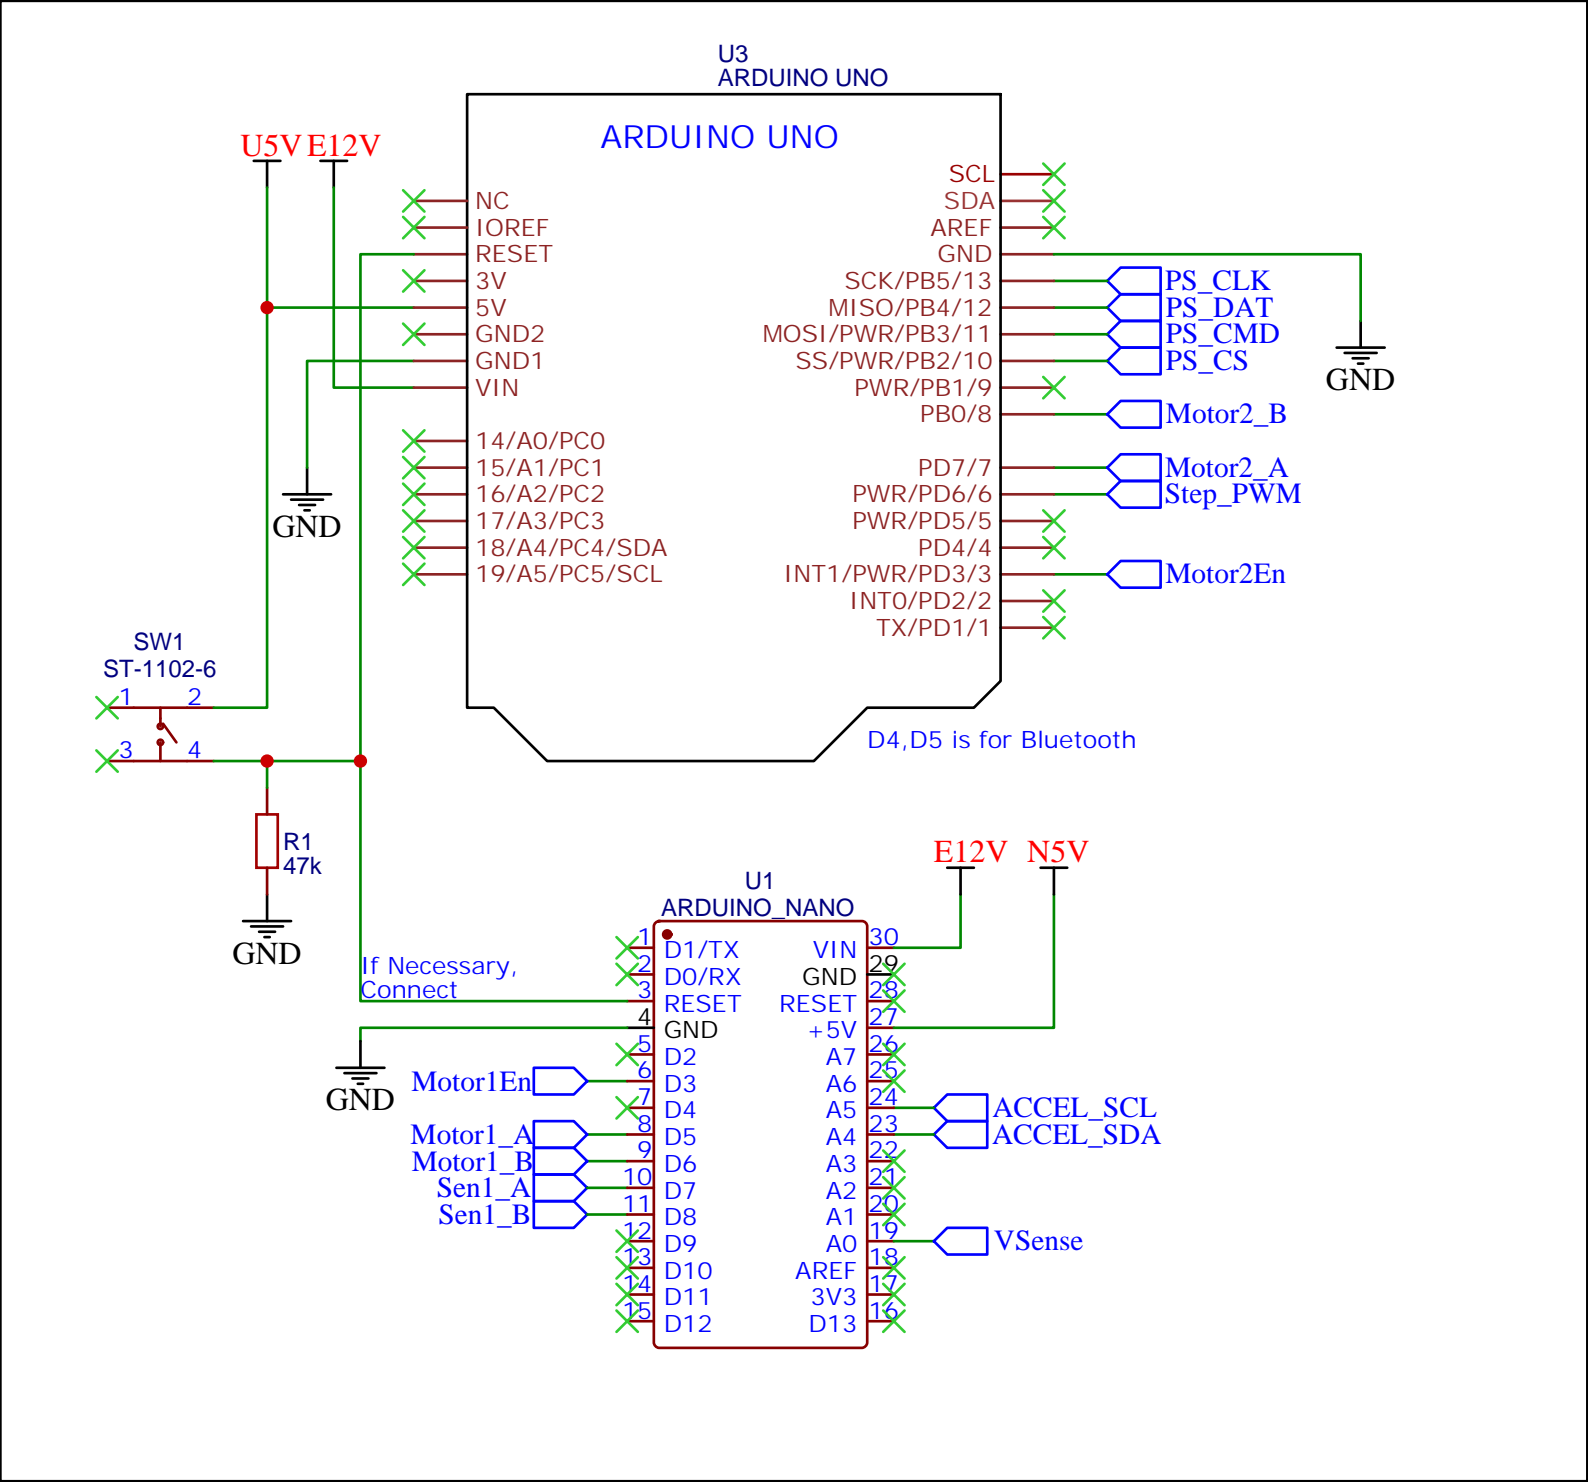 U3
ARDUINO UNO
ARDUINO UNO
U5V E12V
NC
IOREF
RESET
3V
5V
GND2
GND1
VIN
14/A0/PC0
15/A1/PC1
16/A2/PC2
17/A3/PC3
18/A4/PC4/SDA
19/A5/PC5/SCL
SCL
SDA
AREF
GND
SCK/PB5/13 PS_CLK
MISO/PB4/12 PS_DAT
MOSI/PWR/PB3/11 PS_CMD
SS/PWR/PB2/10 PS_CS
PWR/PB1/9
PB0/8 Motor2_B
PD7/7 Motor2_A
PWR/PD6/6 Step_PWM
PWR/PD5/5
PD4/4
INT1/PWR/PD3/3 Motor2En
INT0/PD2/2
TX/PD1/1
GND
GND
D4,D5 is for Bluetooth
SW1
ST-1102-6
1 2
3 4
R1
47k
GND
If Necessary,
Connect
GND
E12V N5V
U1
ARDUINO_NANO
1 D1/TX
2 D0/RX
3 RESET
4 GND
5 D2
Motor1En 6 D3
7 D4
Motor1_A 8 D5
Motor1_B 9 D6
Sen1_A 10 D7
Sen1_B 11 D8
12 D9
13 D10
14 D11
15 D12
VIN 30
GND 29
RESET 28
+5V 27
A7 26
A6 25
A5 24 ACCEL_SCL
A4 23 ACCEL_SDA
A3 22
A2 21
A1 20
A0 19 VSense
AREF 18
3V3 17
D13 16